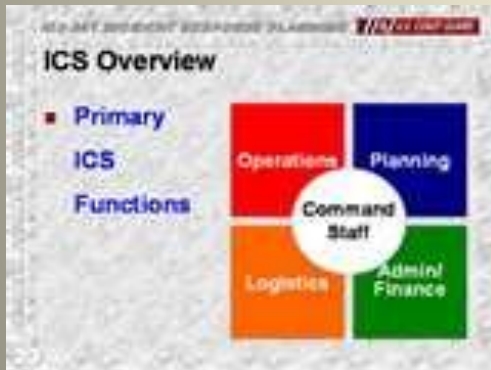 ICS Overview
Primary
ICS
Functions
Operations
Planning
Command
Staff
Logistics
Admin/
Finance